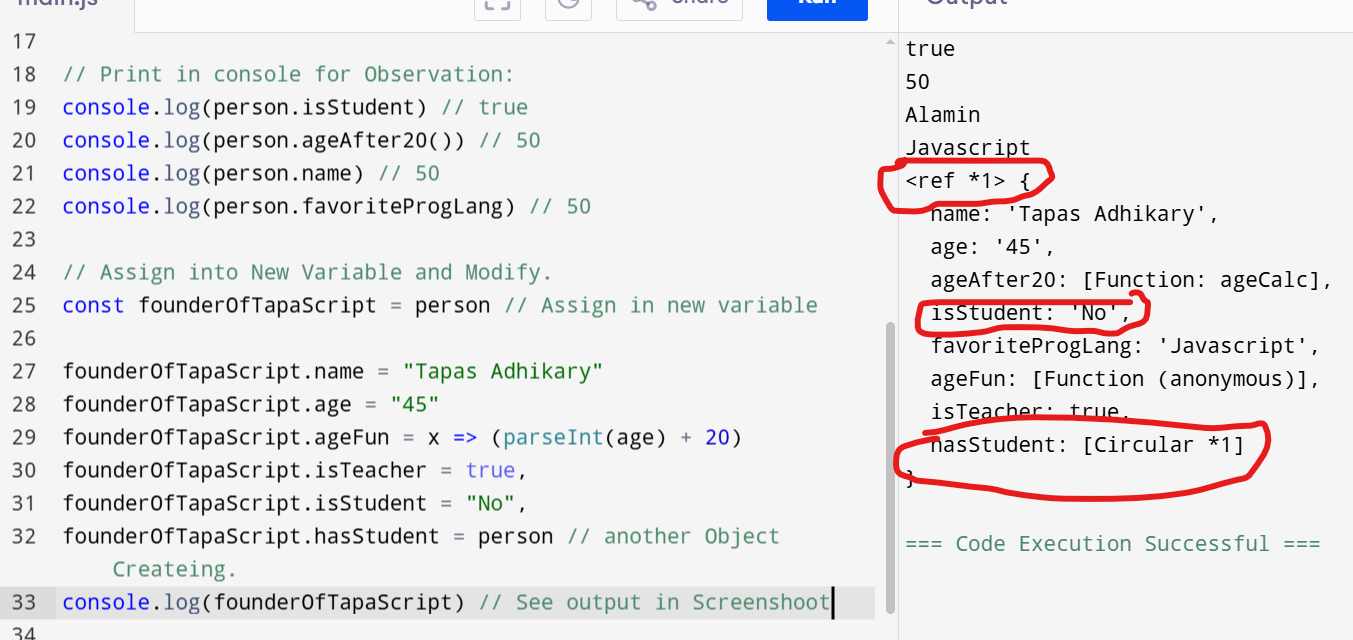 main.js
Share
Run
Output
17
18 // Print in console for Observation:
19 console.log(person.isStudent) // true
20 console.log(person.ageAfter20()) // 50
21 console.log(person.name) // 50
22 console.log(person.favoriteProgLang) // 50
23
24 // Assign into New Variable and Modify.
25 const founderOfTapaScript = person // Assign in new variable
26
27 founderOfTapaScript.name = "Tapas Adhikary"
28 founderOfTapaScript.age = "45"
29 founderOfTapaScript.ageFun = x => (parseInt(age) + 20)
30 founderOfTapaScript.isTeacher = true,
31 founderOfTapaScript.isStudent = "No",
32 founderOfTapaScript.hasStudent = person // another Object
Createing.
33 console.log(founderOfTapaScript) // See output in Screenshoot
34
true
50
Alamin
Javascript
<ref *1> {
name: 'Tapas Adhikary',
age: '45',
ageAfter20: [Function: ageCalc],
isStudent: 'No',
favoriteProgLang: 'Javascript',
ageFun: [Function (anonymous)],
isTeacher: true,
hasStudent: [Circular *1]
}
=== Code Execution Successful ===